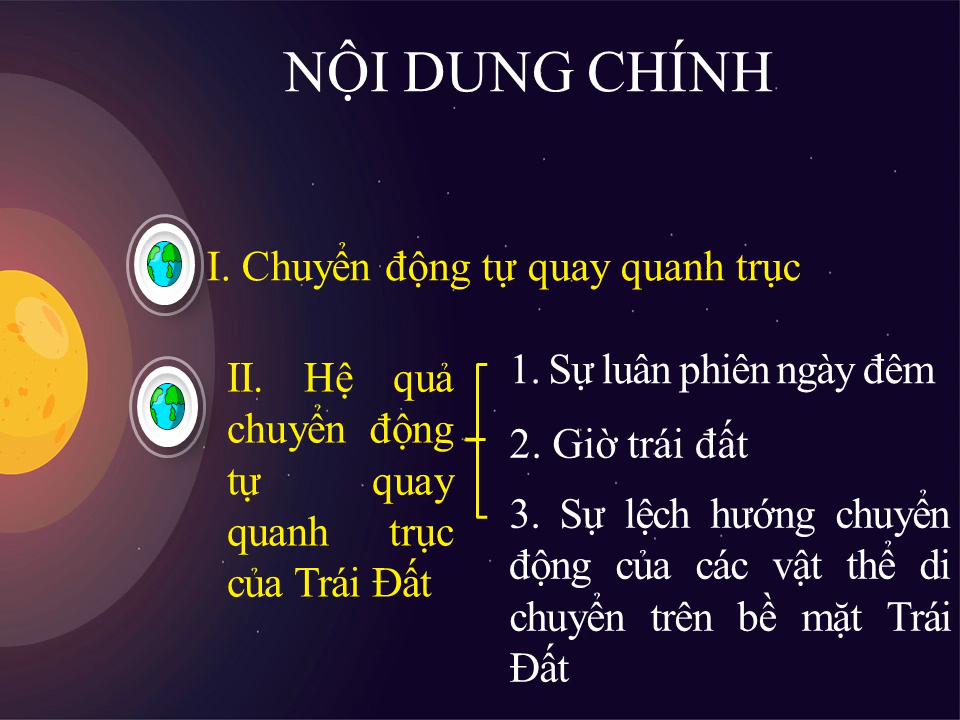 NỘI DUNG CHÍNH
I. Chuyển động tự quay quanh trục
II. Hệ quả
chuyển động
tự quay
quanh trục
của Trái Đất
1. Sự luân phiên ngày đêm
2. Giờ trái đất
3. Sự lệch hướng chuyển
động của các vật thể di
chuyển trên bề mặt Trái
Đất